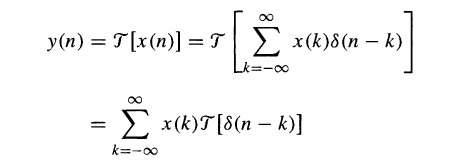 y(n) = 𝒯[x(n)] = 𝒯 [ ∑_{k=−∞}^{∞} x(k)δ(n − k) ]
= ∑_{k=−∞}^{∞} x(k)𝒯[δ(n − k)]